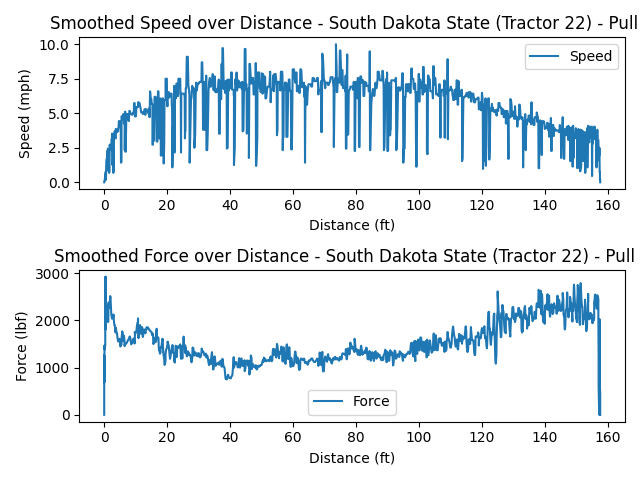 Smoothed Speed over Distance - South Dakota State (Tractor 22) - Pull
10.0
7.5
5.0
2.5
0.0
Speed (mph)
Speed
0 20 40 60 80 100 120 140 160
Distance (ft)
Smoothed Force over Distance - South Dakota State (Tractor 22) - Pull
3000
2000
1000
0
Force (lbf)
Force
0 20 40 60 80 100 120 140 160
Distance (ft)